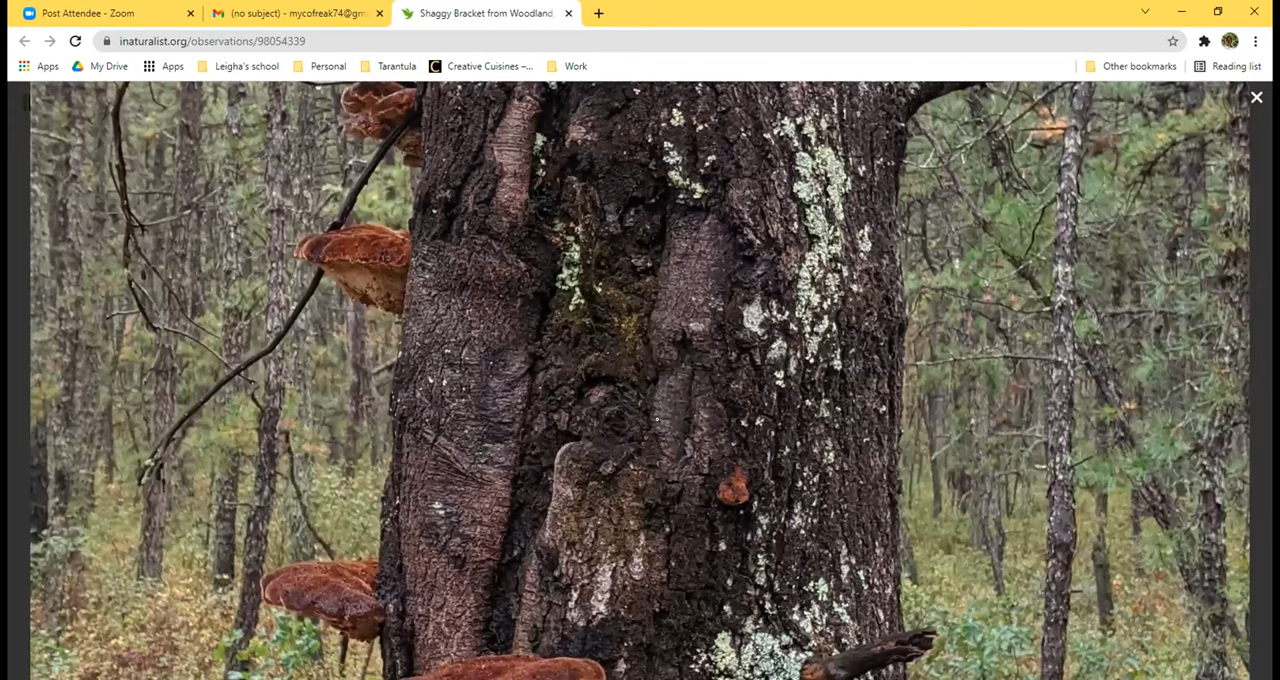 Post Attendee - Zoom
(no subject) - mycofreak74@gm
Shaggy Bracket from Woodland,
inaturalist.org/observations/98054339
Apps
My Drive
Apps
Leigha's school
Personal
Tarantula
Creative Cuisines –...
Work
Other bookmarks
Reading list